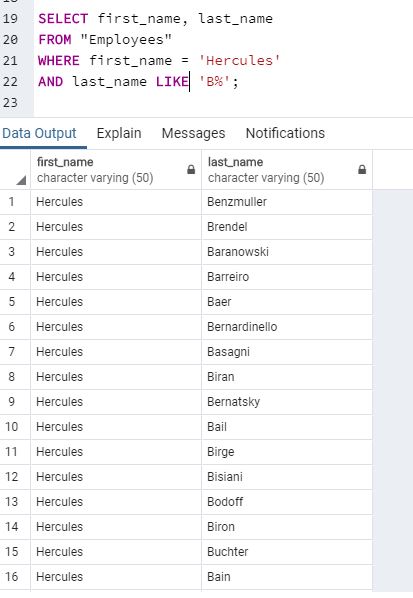 19 SELECT first_name, last_name
20 FROM "Employees"
21 WHERE first_name = 'Hercules'
22 AND last_name LIKE 'B%';
23
Data Output Explain Messages Notifications
first_name last_name
character varying (50) character varying (50)
1 Hercules Benzmuller
2 Hercules Brendel
3 Hercules Baranowski
4 Hercules Barreiro
5 Hercules Baer
6 Hercules Bernardinello
7 Hercules Basagni
8 Hercules Biran
9 Hercules Bernatsky
10 Hercules Bail
11 Hercules Birge
12 Hercules Bisiani
13 Hercules Bodoff
14 Hercules Biron
15 Hercules Buchter
16 Hercules Bain